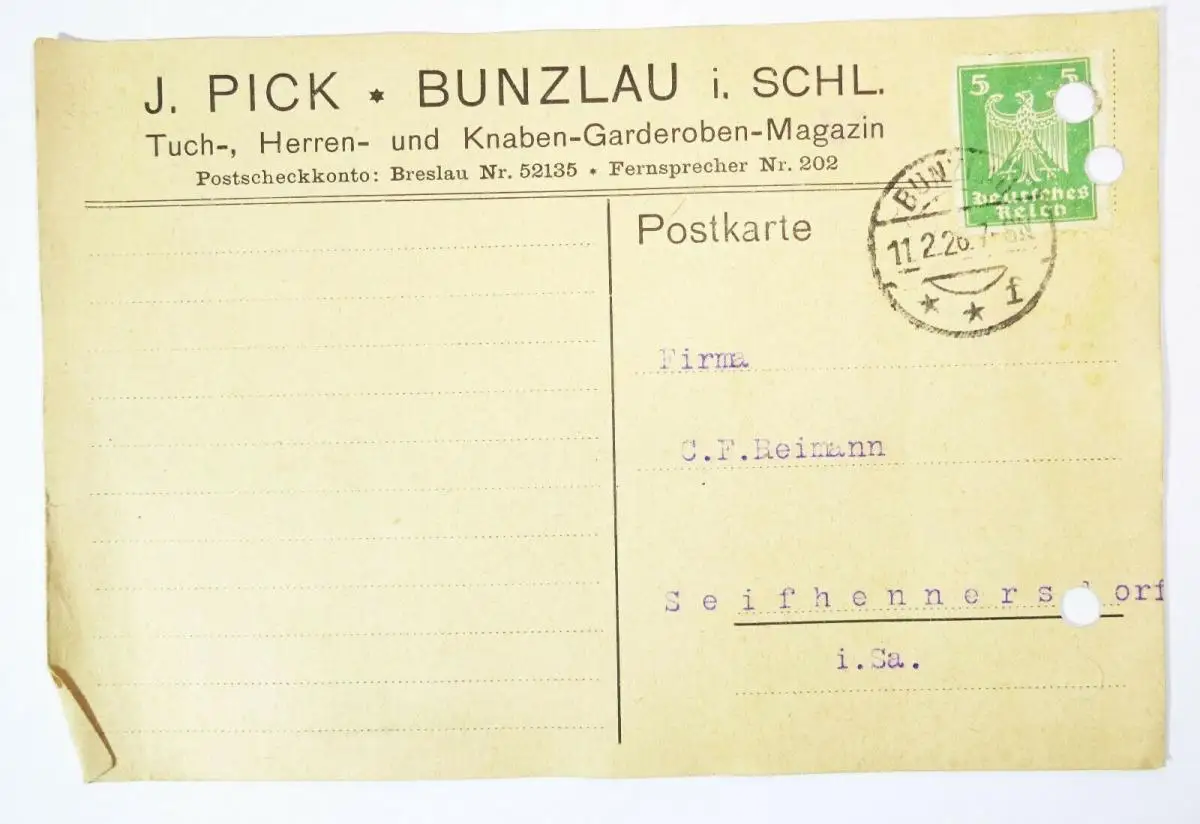 J. PICK * BUNZLAU i. SCHL.
Tuch-, Herren- und Knaben-Garderoben-Magazin
Postscheckkonto: Breslau Nr. 52135 * Fernsprecher Nr. 202
5 5
Deutsches
Reich
11.2.26.
* * f
Postkarte
Firma
C.F.Reimann
Seifhennersdorf
i.Sa.